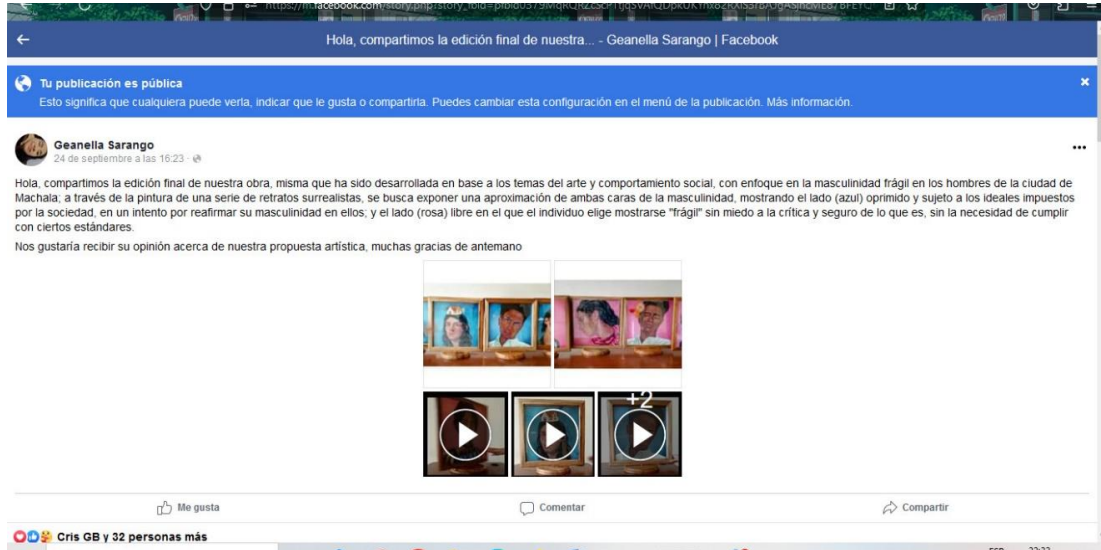 Hola, compartimos la edición final de nuestra... - Geanella Sarango | Facebook
Tu publicación es pública
Esto significa que cualquiera puede verla, indicar que le gusta o compartirla. Puedes cambiar esta configuración en el menú de la publicación. Más información.
Geanella Sarango
24 de septiembre a las 16:23 ·
Hola, compartimos la edición final de nuestra obra, misma que ha sido desarrollada en base a los temas del arte y comportamiento social, con enfoque en la masculinidad frágil en los hombres de la ciudad de
Machala; a través de la pintura de una serie de retratos surrealistas, se busca exponer una aproximación de ambas caras de la masculinidad, mostrando el lado (azul) oprimido y sujeto a los ideales impuestos
por la sociedad, en un intento por reafirmar su masculinidad en ellos; y el lado (rosa) libre en el que el individuo elige mostrarse "frágil" sin miedo a la crítica y seguro de lo que es, sin la necesidad de cumplir
con ciertos estándares.
Nos gustaría recibir su opinión acerca de nuestra propuesta artística, muchas gracias de antemano
+2
Me gusta Comentar Compartir
Cris GB y 32 personas más